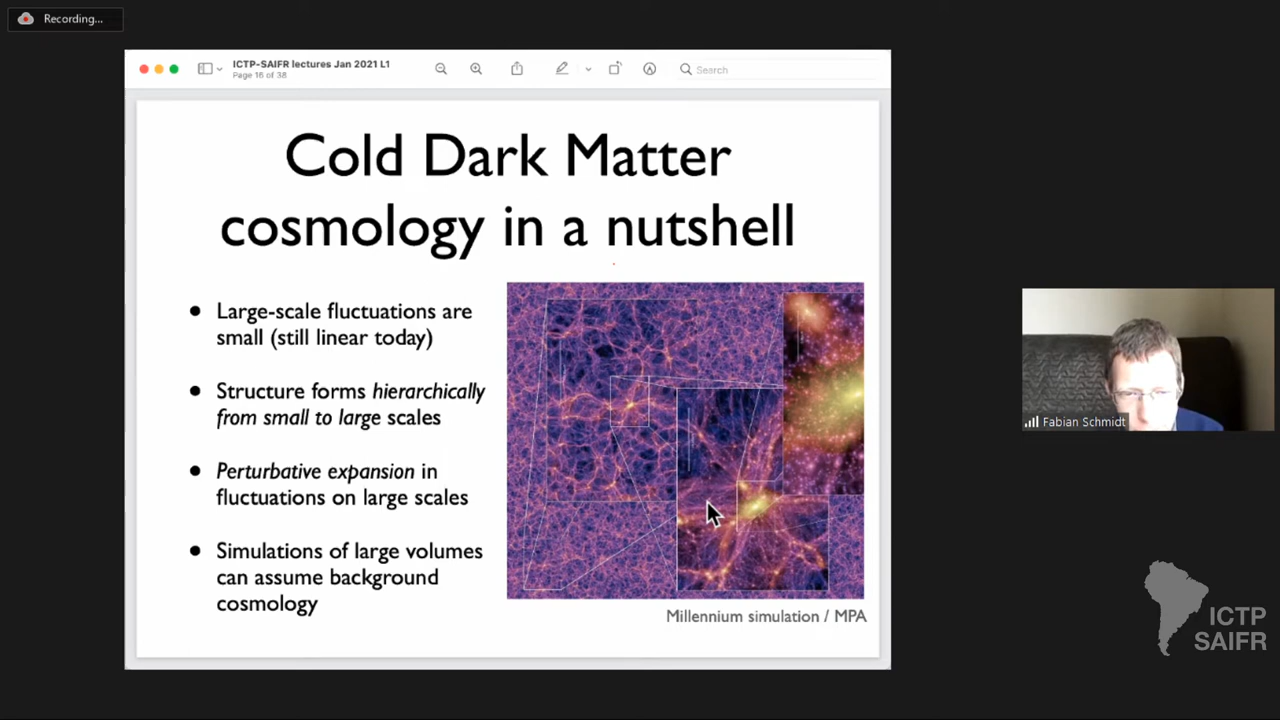 Recording...
ICTP-SAIFR lectures Jan 2021 L1
Page 16 of 38
Search
Cold Dark Matter
cosmology in a nutshell
• Large-scale fluctuations are
small (still linear today)
• Structure forms hierarchically
from small to large scales
• Perturbative expansion in
fluctuations on large scales
• Simulations of large volumes
can assume background
cosmology
Millennium simulation / MPA
Fabian Schmidt
ICTP
SAIFR